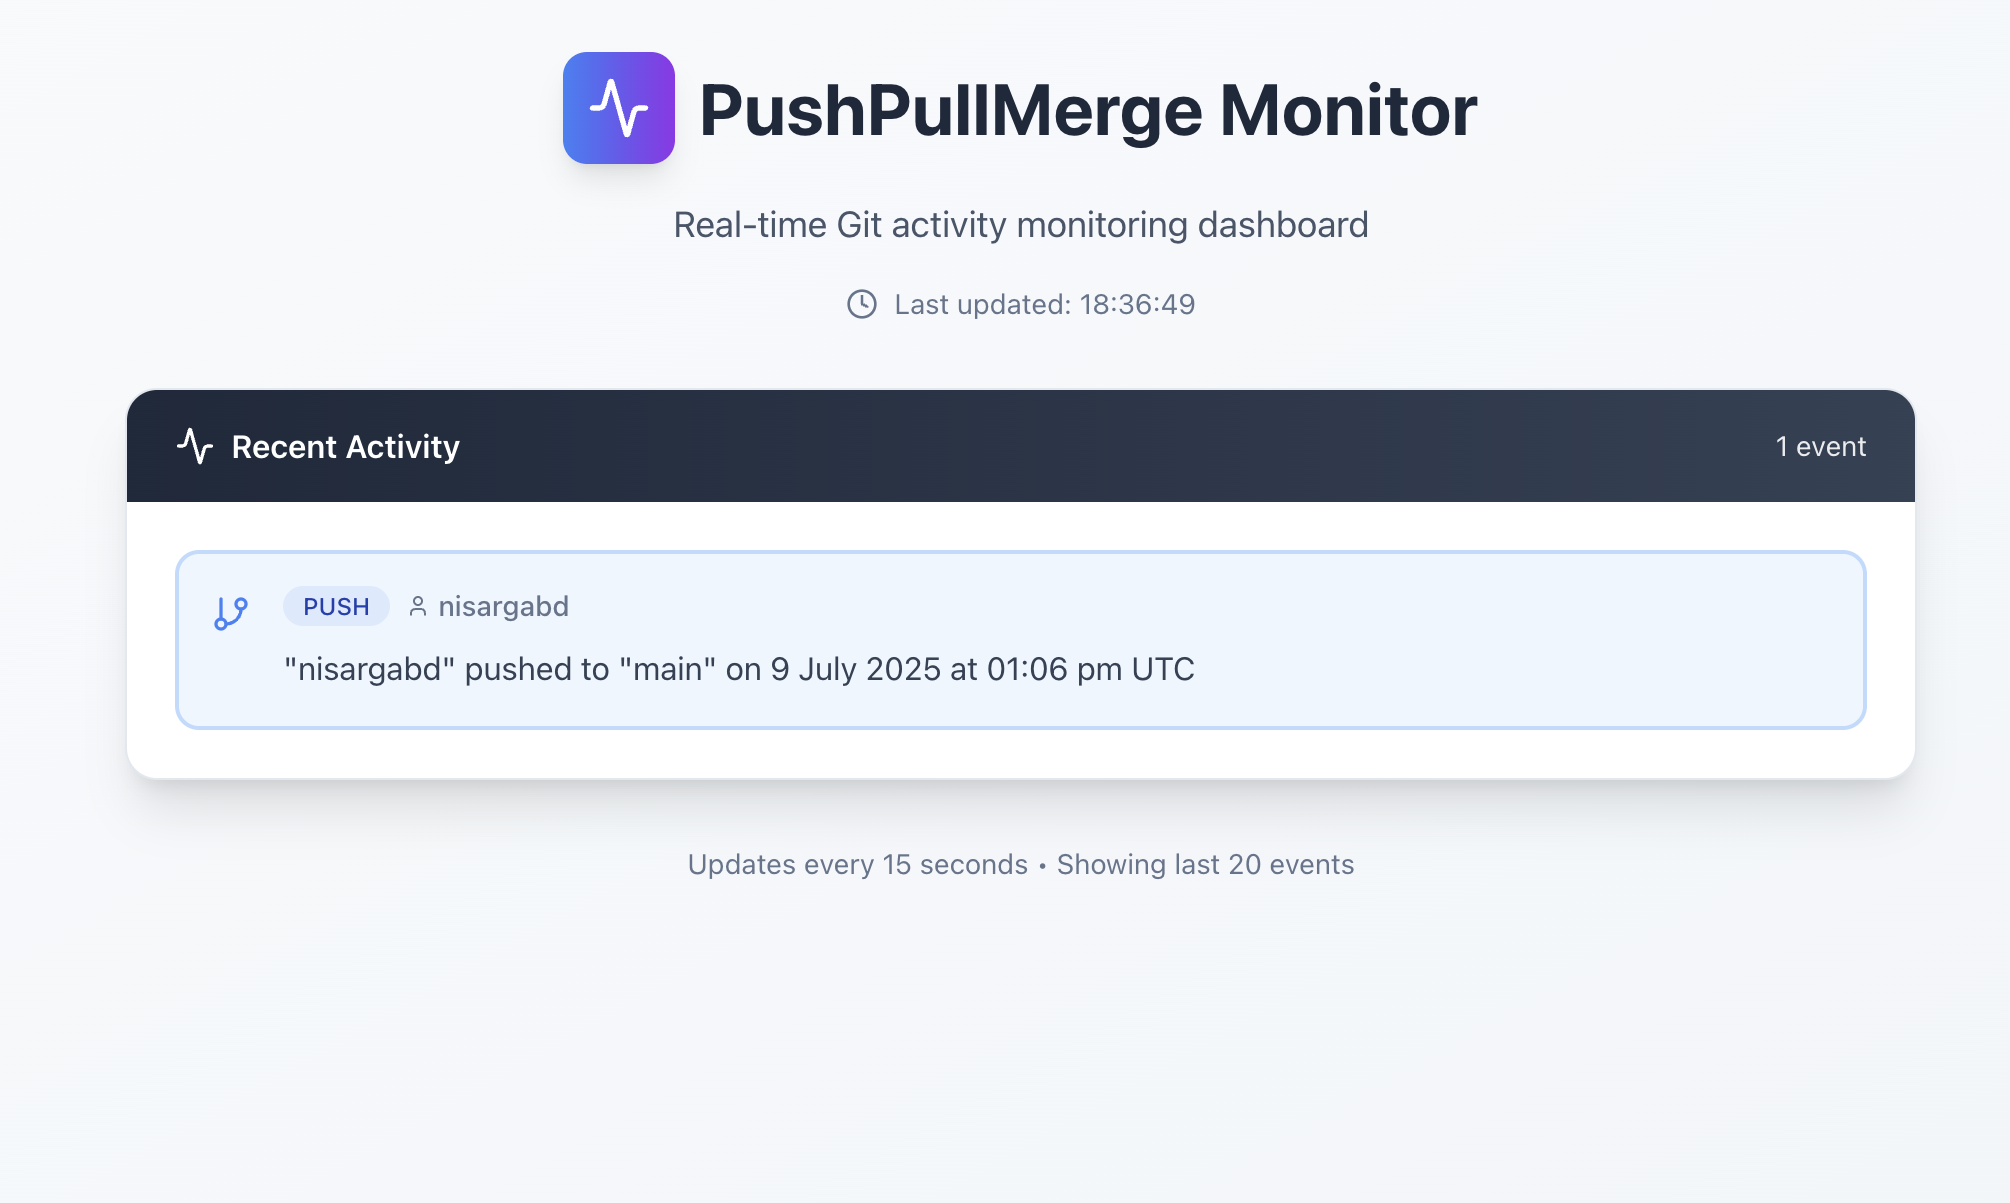 PushPullMerge Monitor
Real-time Git activity monitoring dashboard
Last updated: 18:36:49
Recent Activity
1 event
PUSH nisargabd
"nisargabd" pushed to "main" on 9 July 2025 at 01:06 pm UTC
Updates every 15 seconds • Showing last 20 events